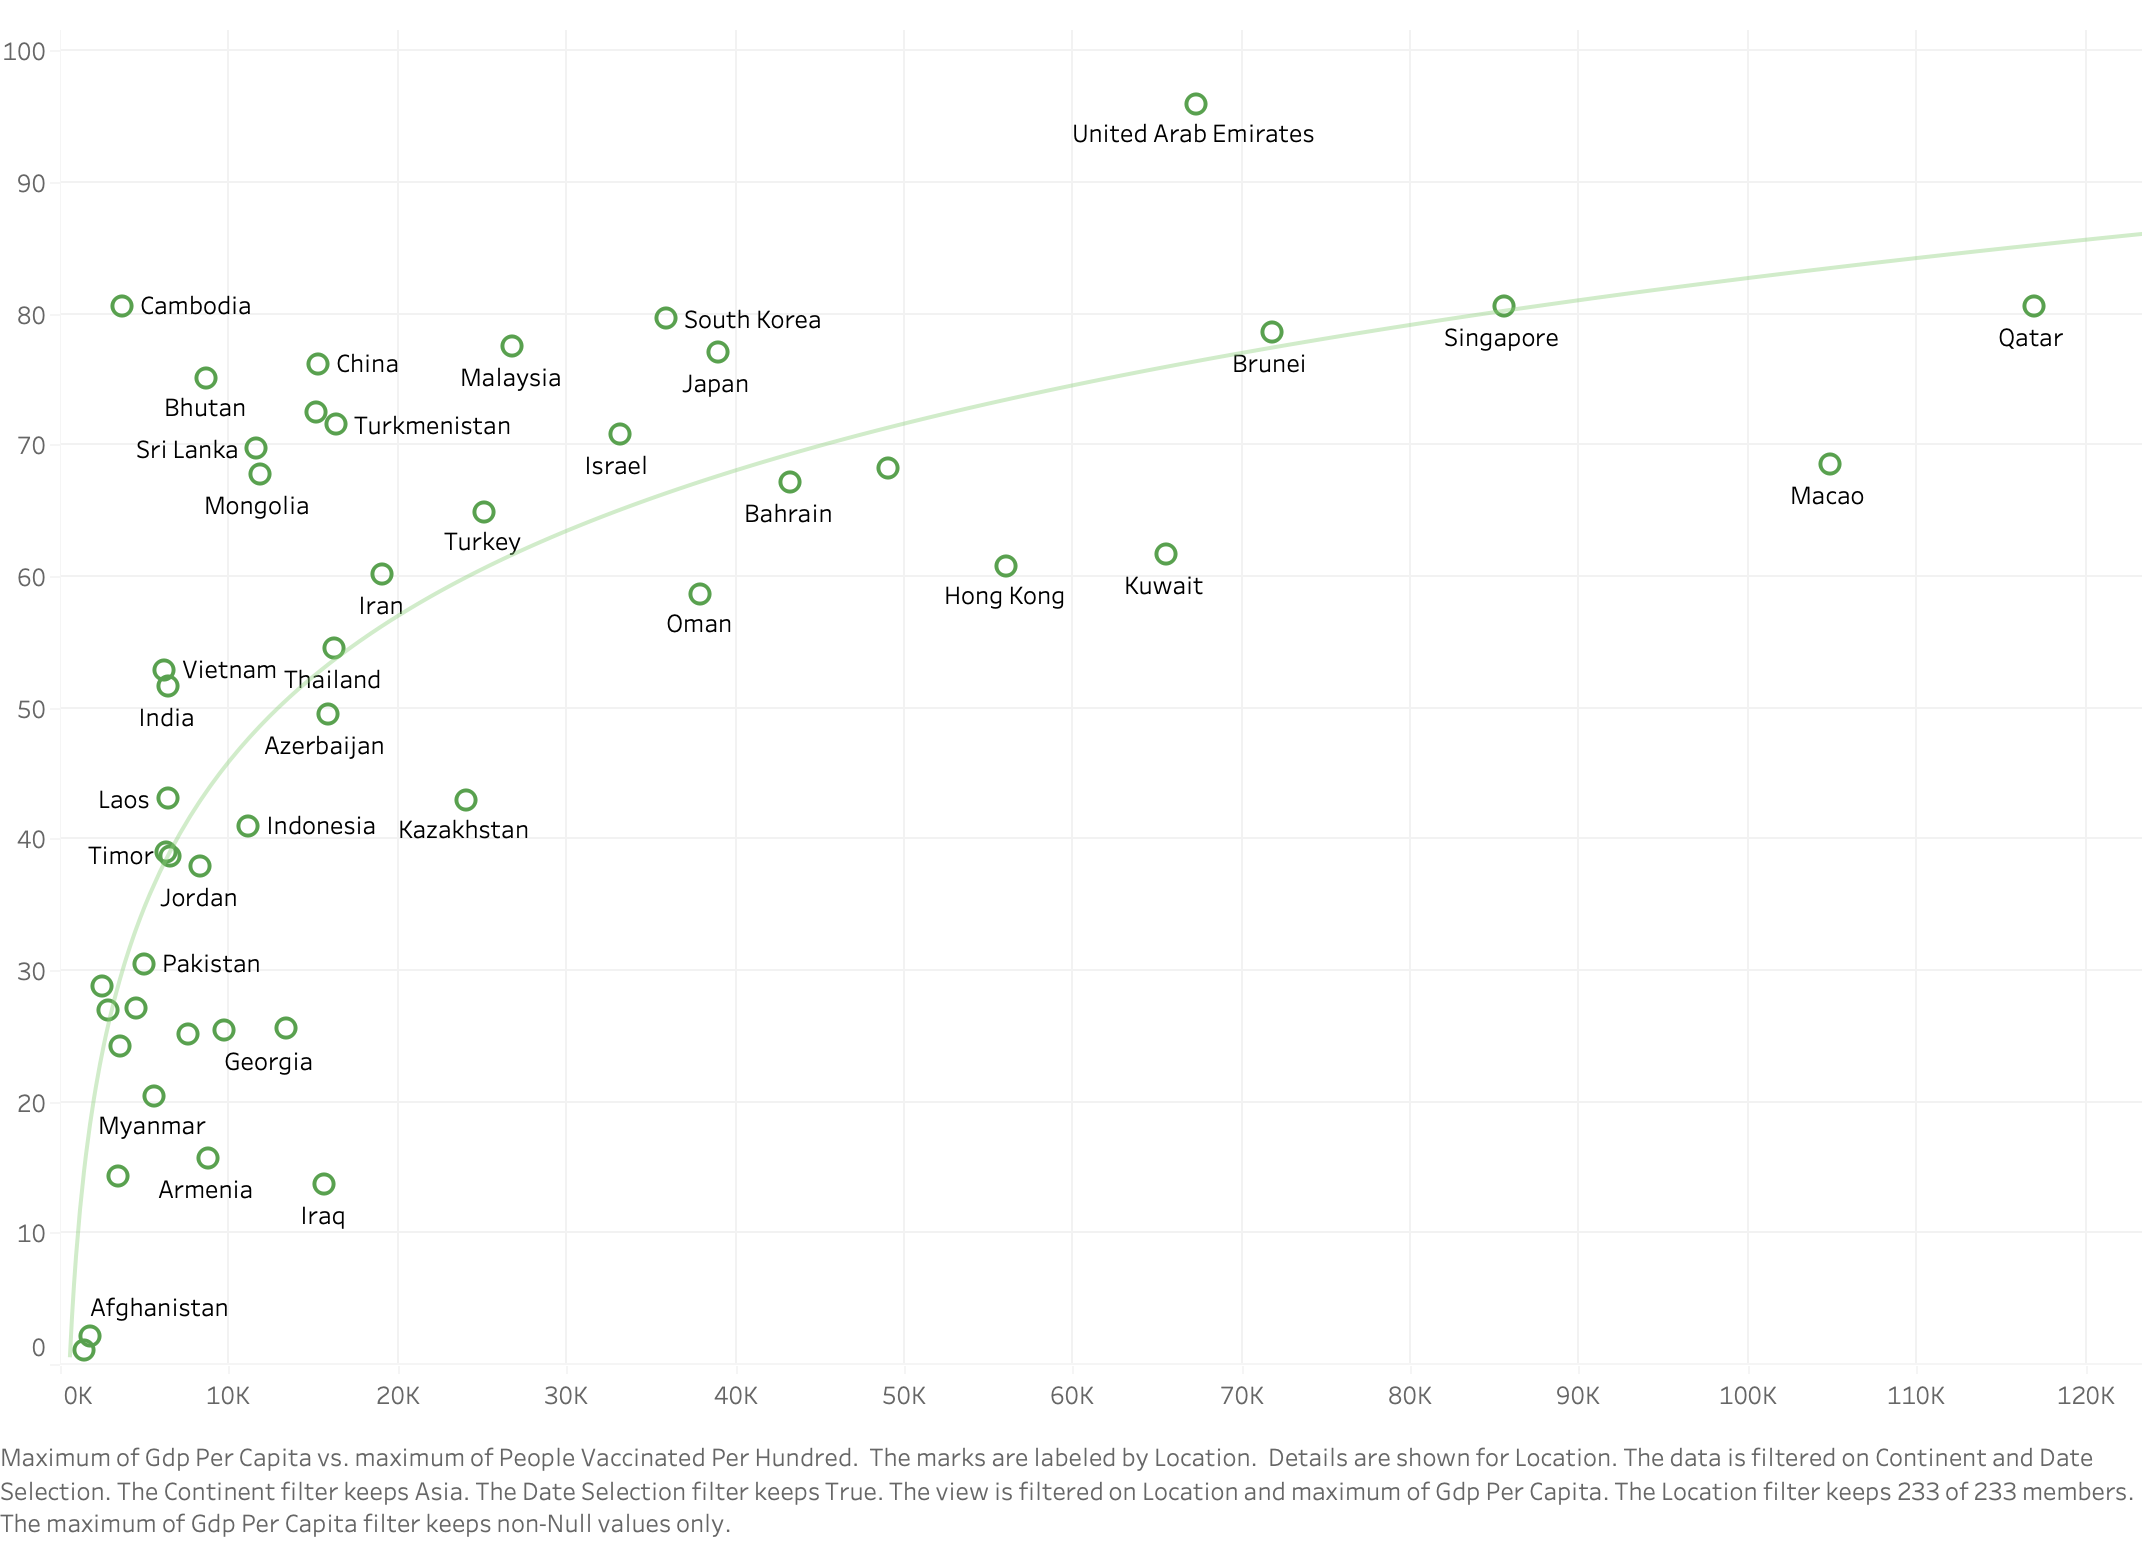 100
United Arab Emirates
90
80
Cambodia
South Korea
Singapore
Qatar
China
Malaysia
Japan
Brunei
Bhutan
Turkmenistan
70
Sri Lanka
Israel
Mongolia
Bahrain
Macao
Turkey
60
Iran
Oman
Hong Kong
Kuwait
Vietnam
Thailand
50
India
Azerbaijan
Laos
Indonesia
Kazakhstan
40
Timor
Jordan
30
Pakistan
Georgia
20
Myanmar
Armenia
Iraq
10
Afghanistan
0
0K 10K 20K 30K 40K 50K 60K 70K 80K 90K 100K 110K 120K
Maximum of Gdp Per Capita vs. maximum of People Vaccinated Per Hundred. The marks are labeled by Location. Details are shown for Location. The data is filtered on Continent and Date
Selection. The Continent filter keeps Asia. The Date Selection filter keeps True. The view is filtered on Location and maximum of Gdp Per Capita. The Location filter keeps 233 of 233 members.
The maximum of Gdp Per Capita filter keeps non-Null values only.